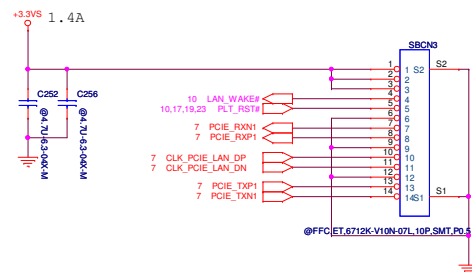 +3.3VS 1.4A
SBCN3
C252
C256
@4.7U-6.3-04X-M
@4.7U-6.3-04X-M
1 1 S2 S2
2 2
3 3
10 LAN_WAKE# 4 4
10,17,19,23 PLT_RST# 5 5
6 6
7 PCIE_RXN1 7 7
7 PCIE_RXP1 8 8
9 9
7 CLK_PCIE_LAN_DP 10 10
7 CLK_PCIE_LAN_DN 11 11
12 12
7 PCIE_TXP1 13 13
7 PCIE_TXN1 14 14 S1 S1
@FFC,ET,6712K-V10N-07L,10P,SMT,P0.5